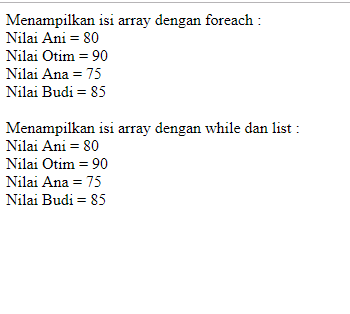 Menampilkan isi array dengan foreach :
Nilai Ani = 80
Nilai Otim = 90
Nilai Ana = 75
Nilai Budi = 85
Menampilkan isi array dengan while dan list :
Nilai Ani = 80
Nilai Otim = 90
Nilai Ana = 75
Nilai Budi = 85